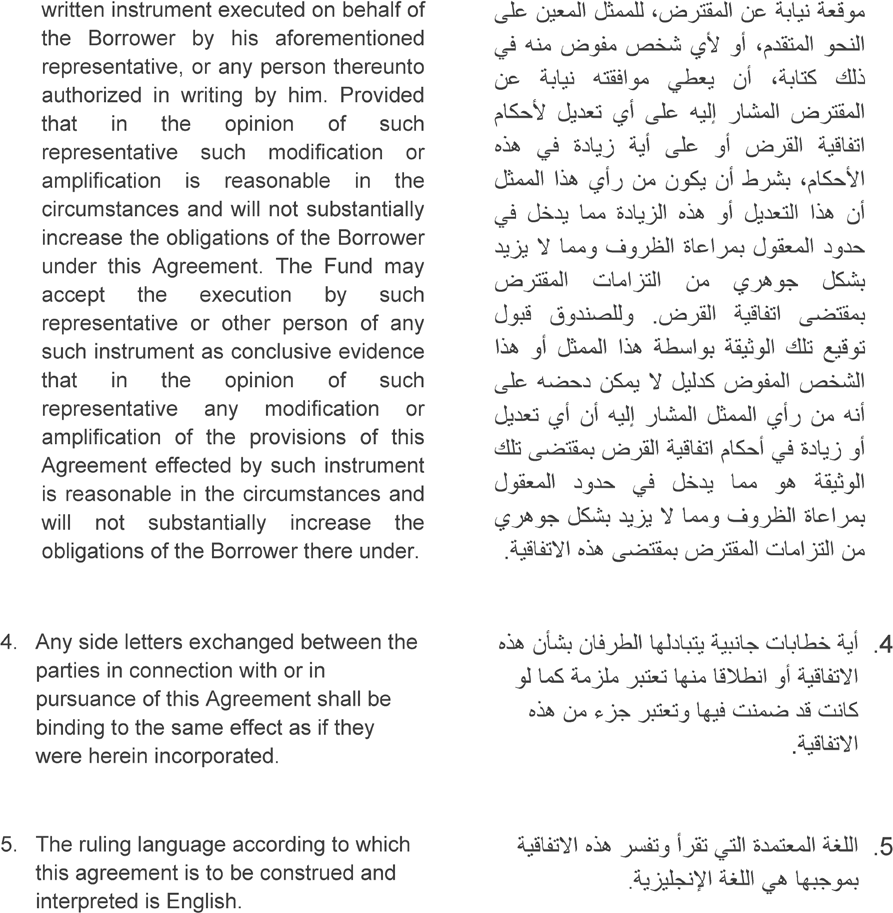 written instrument executed on behalf of
the Borrower by his aforementioned
representative, or any person thereunto
authorized in writing by him. Provided
that in the opinion of such
representative such modification or
amplification is reasonable in the
circumstances and will not substantially
increase the obligations of the Borrower
under this Agreement. The Fund may
accept the execution by such
representative or other person of any
such instrument as conclusive evidence
that in the opinion of such
representative any modification or
amplification of the provisions of this
Agreement effected by such instrument
is reasonable in the circumstances and
will not substantially increase the
obligations of the Borrower there under.
4. Any side letters exchanged between the
parties in connection with or in
pursuance of this Agreement shall be
binding to the same effect as if they
were herein incorporated.
5. The ruling language according to which
this agreement is to be construed and
interpreted is English.
موقعة نيابة عن المقترض، للممثل المعين على
النحو المتقدم، أو لأي شخص مفوض منه في
ذلك كتابة، أن يعطي موافقته نيابة عن
المقترض المشار إليه على أي تعديل لأحكام
اتفاقية القرض أو على أية زيادة في هذه
الأحكام، بشرط أن يكون من رأي هذا الممثل
أن هذا التعديل أو هذه الزيادة مما يدخل في
حدود المعقول بمراعاة الظروف ومما لا يزيد
بشكل جوهري من التزامات المقترض
بمقتضى اتفاقية القرض. وللصندوق قبول
توقيع تلك الوثيقة بواسطة هذا الممثل أو هذا
الشخص المفوض كدليل لا يمكن دحضه على
أنه من رأي الممثل المشار إليه أن أي تعديل
أو زيادة في أحكام اتفاقية القرض بمقتضى تلك
الوثيقة هو مما يدخل في حدود المعقول
بمراعاة الظروف ومما لا يزيد بشكل جوهري
من التزامات المقترض بمقتضى هذه الاتفاقية.
4. أية خطابات جانبية يتبادلها الطرفان بشأن هذه
الاتفاقية أو انطلاقا منها تعتبر ملزمة كما لو
كانت قد ضمنت فيها وتعتبر جزء من هذه
الاتفاقية.
5. اللغة المعتمدة التي تقرأ وتفسر هذه الاتفاقية
بموجبها هي اللغة الإنجليزية.